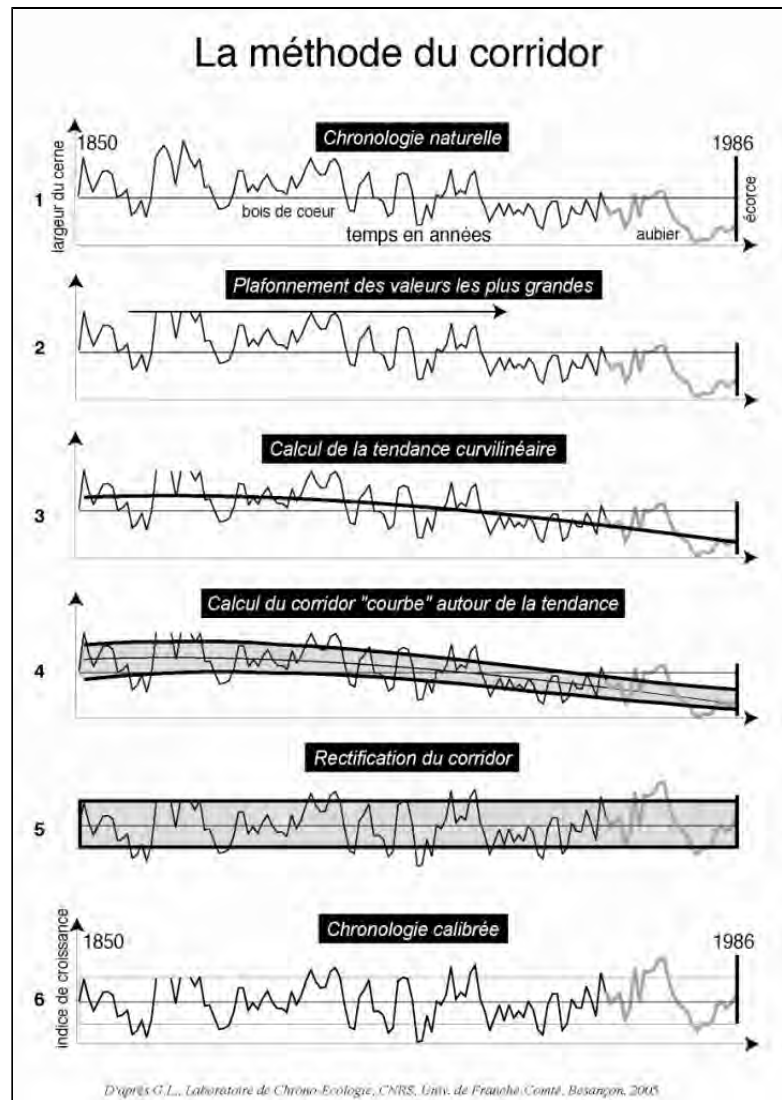 La méthode du corridor
1850
Chronologie naturelle
1986
largeur du cerne
1
bois de coeur
temps en années
aubier
écorce
Plafonnement des valeurs les plus grandes
2
Calcul de la tendance curvilinéaire
3
Calcul du corridor "courbe" autour de la tendance
4
Rectification du corridor
5
indice de croissance
1850
Chronologie calibrée
1986
6
D'après G.L., Laboratoire de Chrono-Ecologie, CNRS, Univ. de Franche-Comté, Besançon, 2005